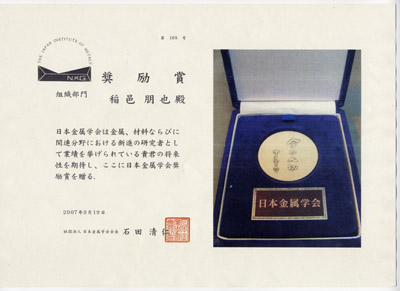 第 165 号
THE JAPAN INSTITUTE OF METALS
奨励賞
組織部門
稲邑朋也殿
日本金属学会は金属、材料ならびに
関連分野における新進の研究者とし
て業績を挙げられている貴君の将来
性を期待し、ここに日本金属学会奨
励賞を贈る。
2007年9月19日
社団法人 日本金属学会会長 石田清仁
日本金属学会